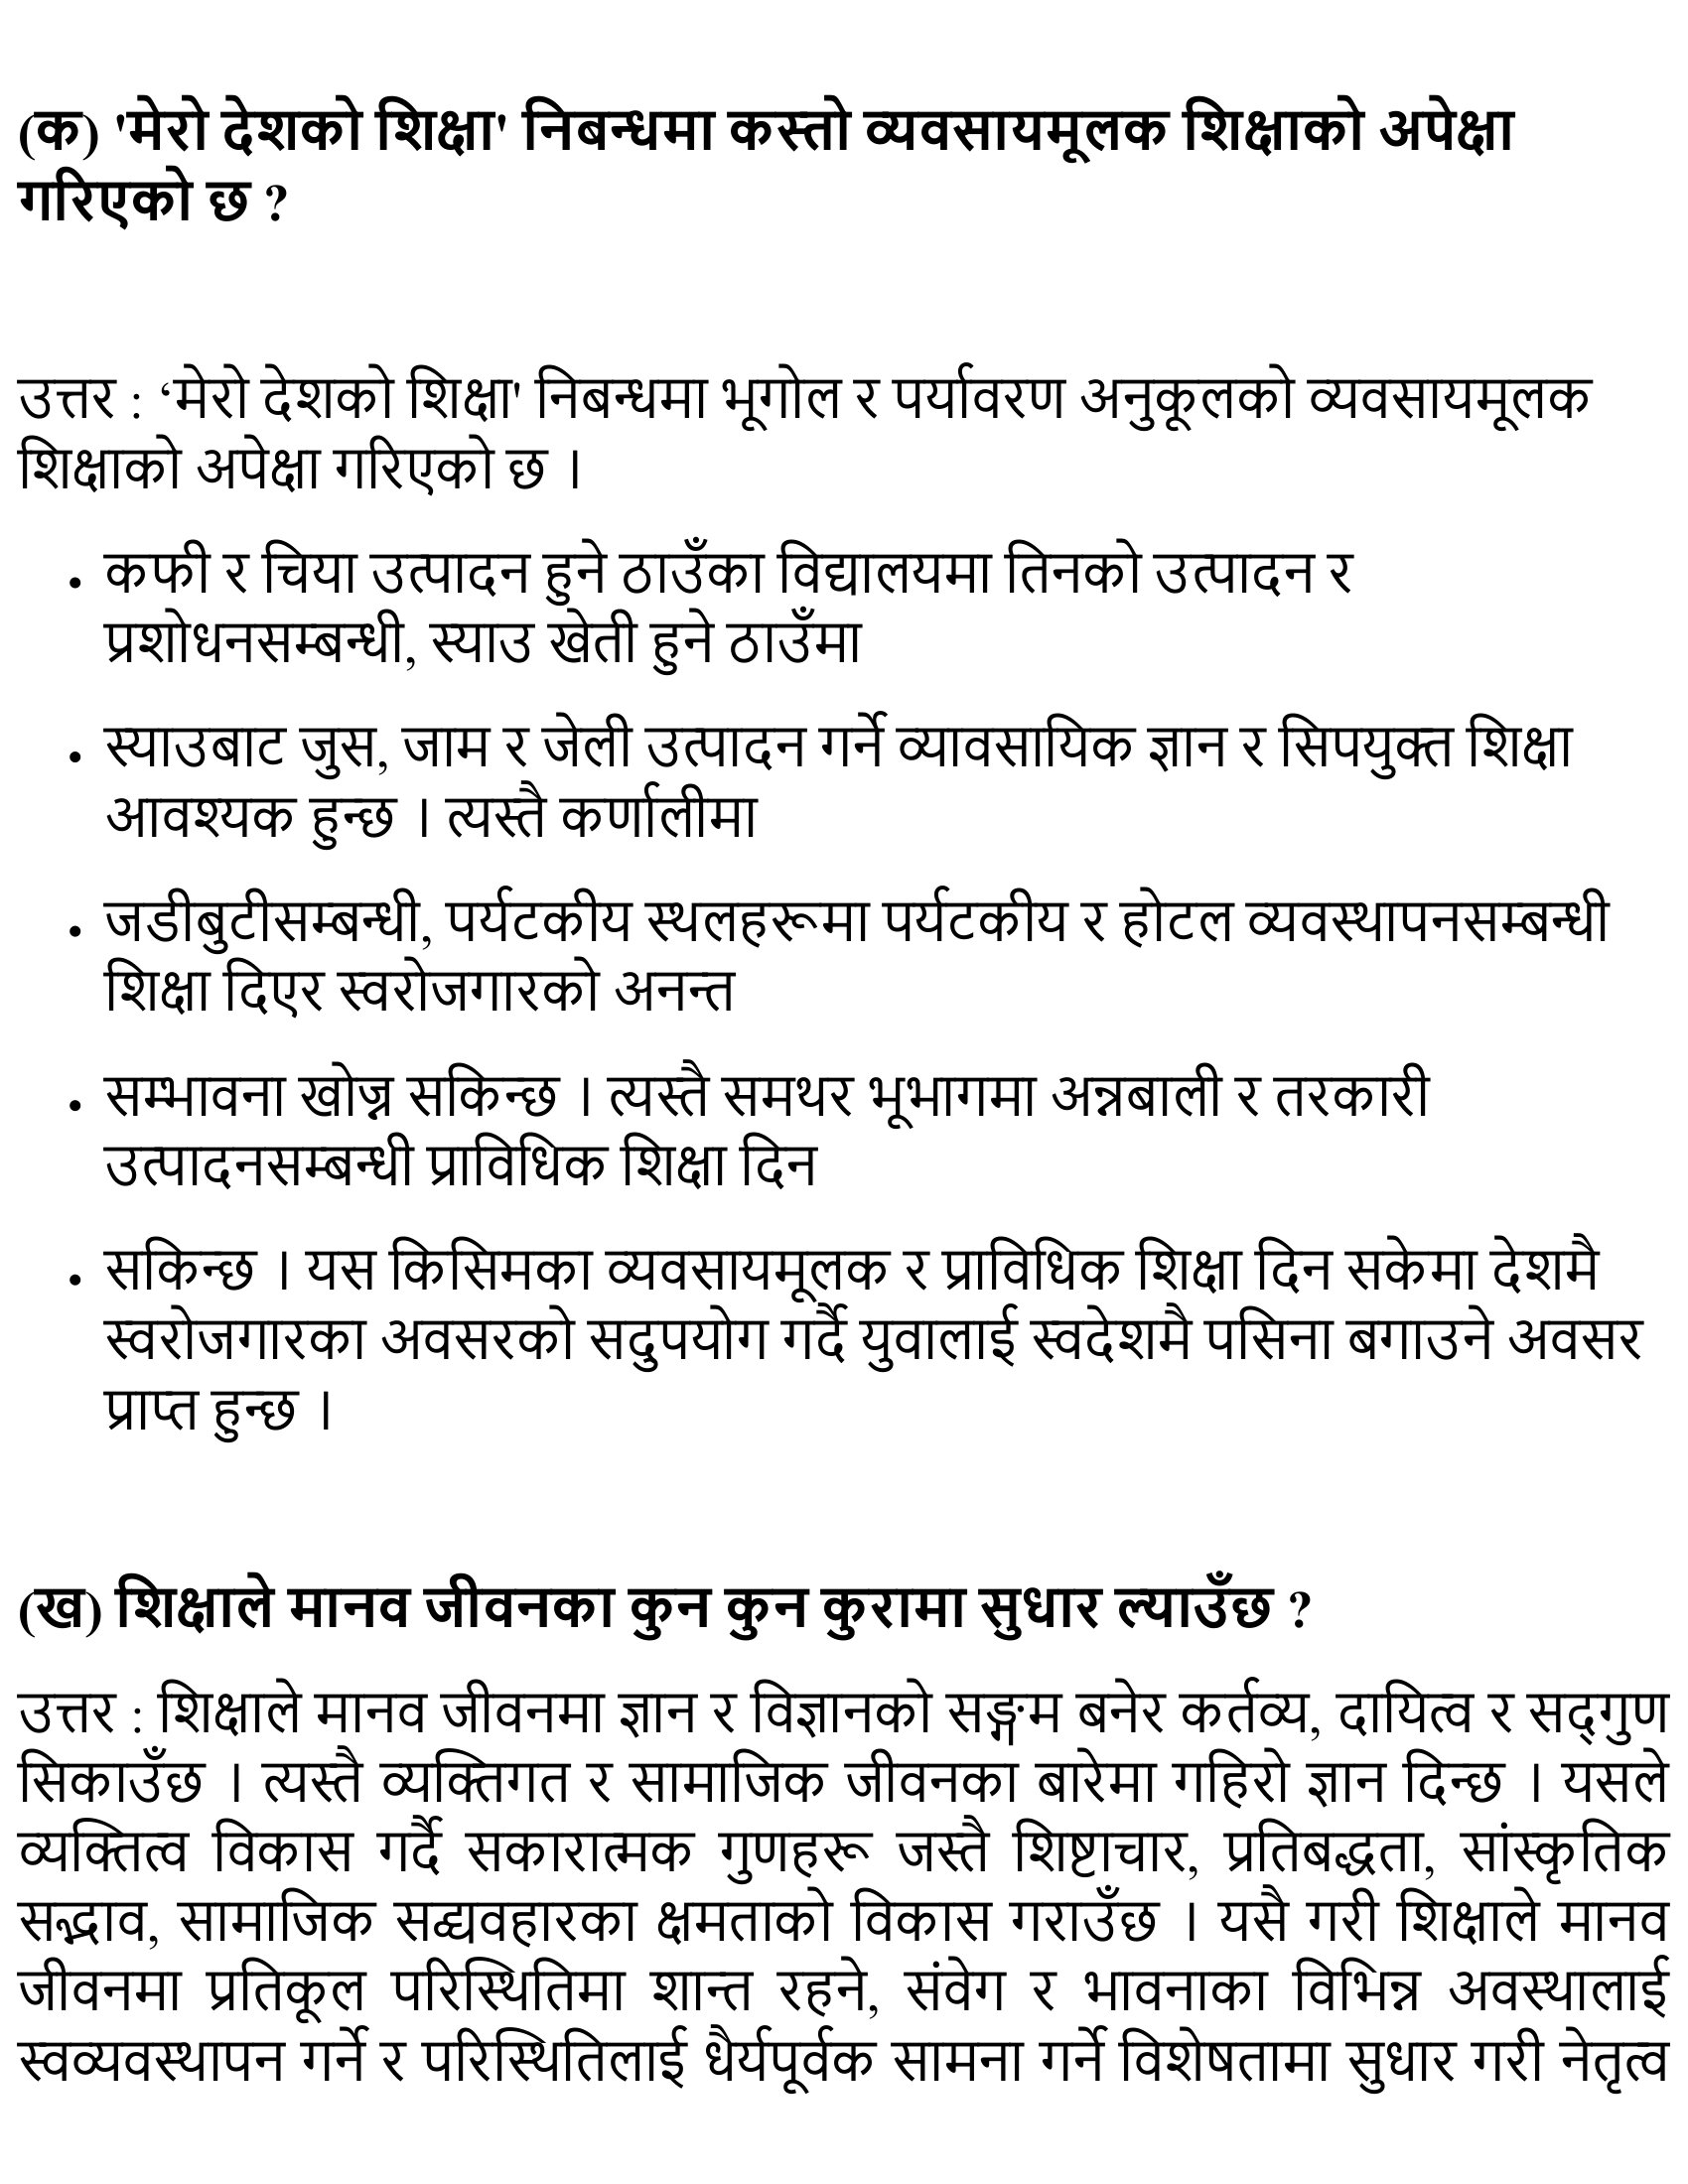 (क) 'मेरो देशको शिक्षा' निबन्धमा कस्तो व्यवसायमूलक शिक्षाको अपेक्षा
गरिएको छ ?
उत्तर : ‘मेरो देशको शिक्षा' निबन्धमा भूगोल र पर्यावरण अनुकूलको व्यवसायमूलक
शिक्षाको अपेक्षा गरिएको छ ।
• कफी र चिया उत्पादन हुने ठाउँका विद्यालयमा तिनको उत्पादन र
प्रशोधनसम्बन्धी, स्याउ खेती हुने ठाउँमा
• स्याउबाट जुस, जाम र जेली उत्पादन गर्ने व्यावसायिक ज्ञान र सिपयुक्त शिक्षा
आवश्यक हुन्छ । त्यस्तै कर्णालीमा
• जडीबुटीसम्बन्धी, पर्यटकीय स्थलहरूमा पर्यटकीय र होटल व्यवस्थापनसम्बन्धी
शिक्षा दिएर स्वरोजगारको अनन्त
• सम्भावना खोज्न सकिन्छ । त्यस्तै समथर भूभागमा अन्नबाली र तरकारी
उत्पादनसम्बन्धी प्राविधिक शिक्षा दिन
• सकिन्छ । यस किसिमका व्यवसायमूलक र प्राविधिक शिक्षा दिन सकेमा देशमै
स्वरोजगारका अवसरको सदुपयोग गर्दै युवालाई स्वदेशमै पसिना बगाउने अवसर
प्राप्त हुन्छ ।
(ख) शिक्षाले मानव जीवनका कुन कुन कुरामा सुधार ल्याउँछ ?
उत्तर : शिक्षाले मानव जीवनमा ज्ञान र विज्ञानको सङ्गम बनेर कर्तव्य, दायित्व र सद्‌गुण
सिकाउँछ । त्यस्तै व्यक्तिगत र सामाजिक जीवनका बारेमा गहिरो ज्ञान दिन्छ । यसले
व्यक्तित्व विकास गर्दै सकारात्मक गुणहरू जस्तै शिष्टाचार, प्रतिबद्धता, सांस्कृतिक
सद्भाव, सामाजिक सद्व्यवहारका क्षमताको विकास गराउँछ । यसै गरी शिक्षाले मानव
जीवनमा प्रतिकूल परिस्थितिमा शान्त रहने, संवेग र भावनाका विभिन्न अवस्थालाई
स्वव्यवस्थापन गर्ने र परिस्थितिलाई धैर्यपूर्वक सामना गर्ने विशेषतामा सुधार गरी नेतृत्व